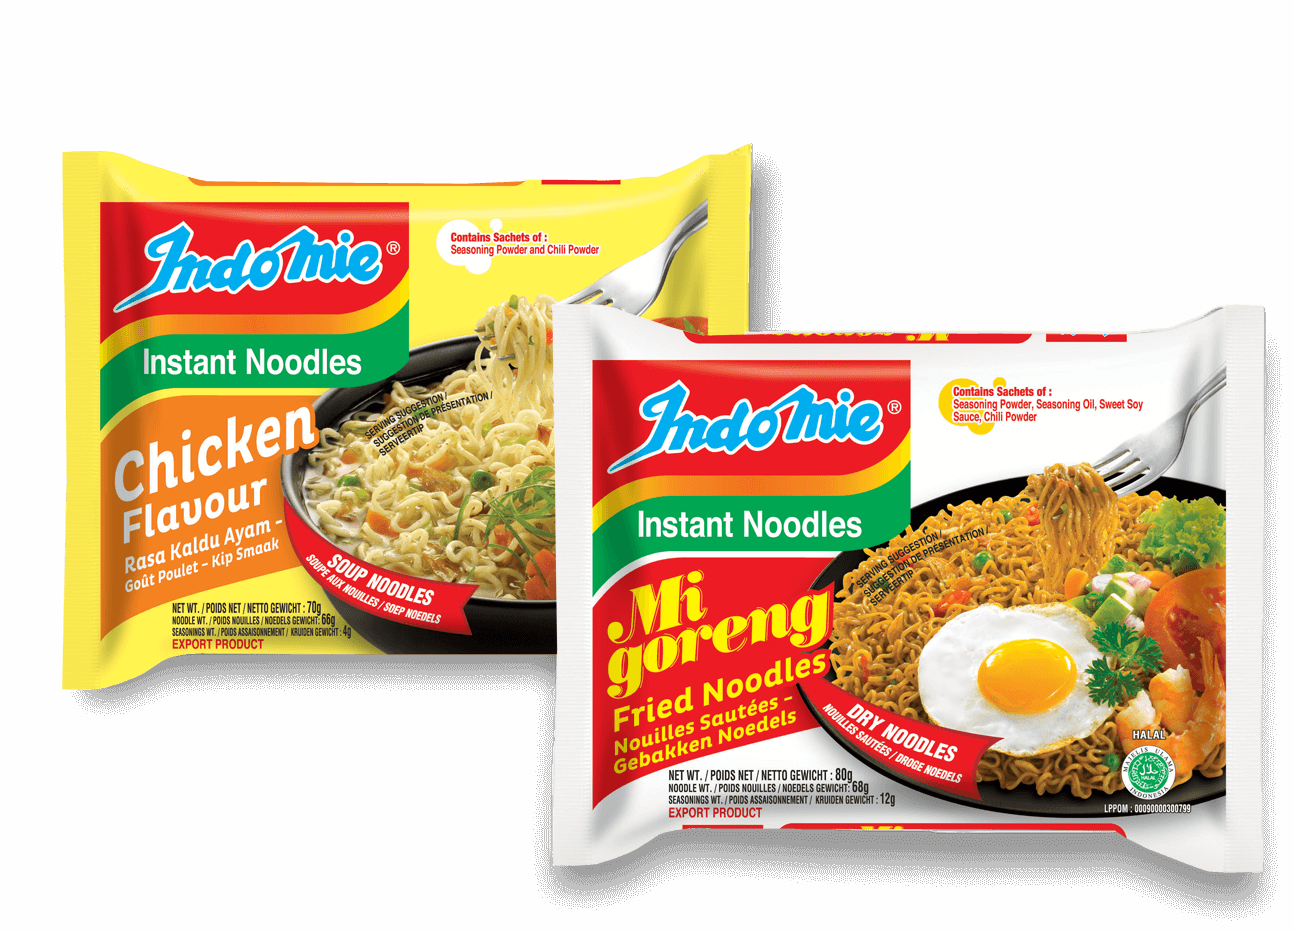 IndoMie®
Instant Noodles
Contains Sachets of :
Seasoning Powder and Chili Powder
Chicken
Flavour
Rasa Kaldu Ayam -
Goût Poulet - Kip Smaak
SERVING SUGGESTION /
SUGGESTION DE PRÉSENTATION /
SERVEERTIP
SOUP NOODLES
SOUPE AUX NOUILLES / SOEP NOEDELS
NET WT. / POIDS NET / NETTO GEWICHT : 70g
NOODLE WT. / POIDS NOUILLES / NOEDELS GEWICHT: 66g
SEASONINGS WT. / POIDS ASSAISONNEMENT / KRUIDEN GEWICHT : 4g
EXPORT PRODUCT
IndoMie®
Instant Noodles
Contains Sachets of :
Seasoning Powder, Seasoning Oil, Sweet Soy
Sauce, Chili Powder
Mi
goreng
Fried Noodles
Nouilles Sautées -
Gebakken Noedels
SERVING SUGGESTION /
SUGGESTION DE PRÉSENTATION /
SERVEERTIP
DRY NOODLES
NOUILLES SAUTÉES / DROGE NOEDELS
NET WT. / POIDS NET / NETTO GEWICHT : 80g
NOODLE WT. / POIDS NOUILLES / NOEDELS GEWICHT: 68g
SEASONINGS WT. / POIDS ASSAISONNEMENT / KRUIDEN GEWICHT : 12g
EXPORT PRODUCT
HALAL
MAJELIS ULAMA
حلال
HALAL
INDONESIA
LPPOM : 00090000300799